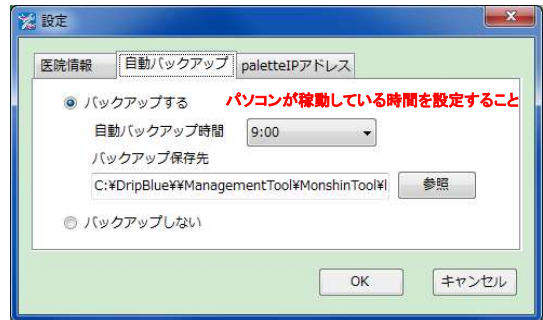 設定
医院情報 自動バックアップ paletteIPアドレス
バックアップする パソコンが稼動している時間を設定すること
自動バックアップ時間 9:00
バックアップ保存先
C:¥DripBlue¥¥ManagementTool¥MonshinTool¥ 参照
バックアップしない
OK キャンセル